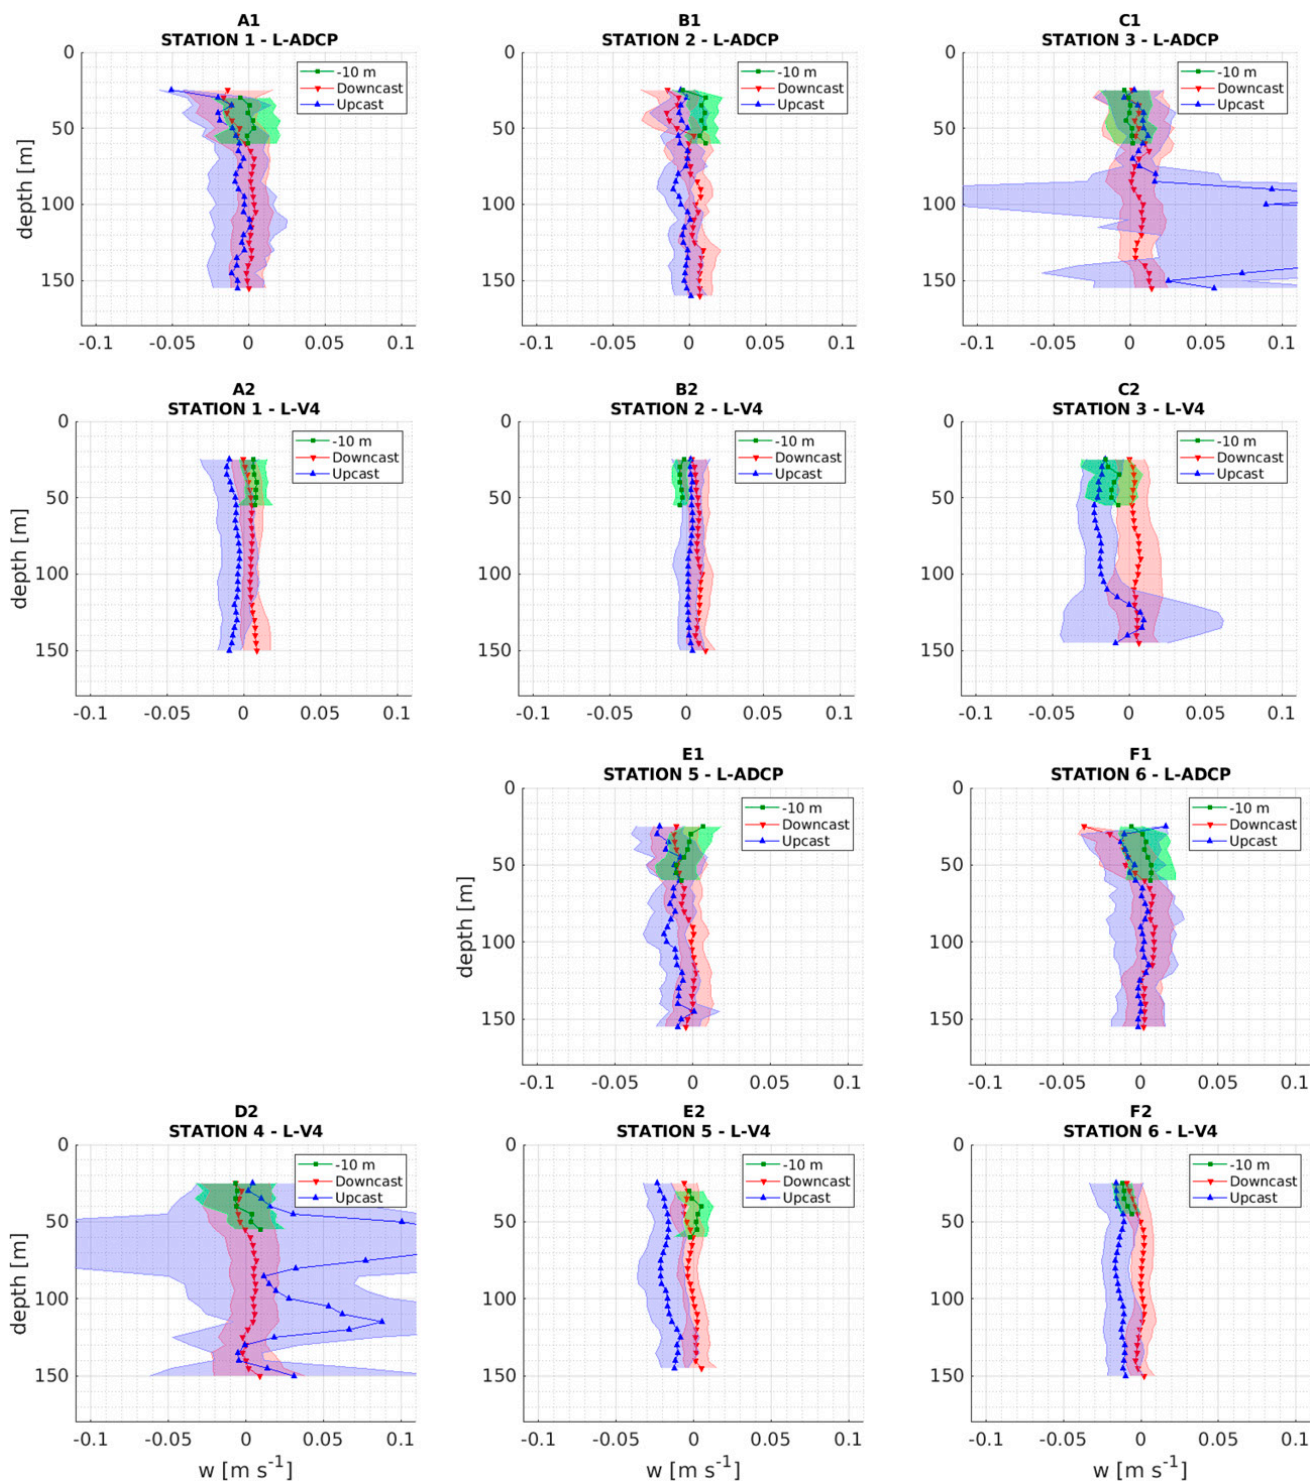 A1
STATION 1 - L-ADCP
0
50
100
150
depth [m]
-10 m
Downcast
Upcast
-0.1 -0.05 0 0.05 0.1
B1
STATION 2 - L-ADCP
0
50
100
150
-10 m
Downcast
Upcast
-0.1 -0.05 0 0.05 0.1
C1
STATION 3 - L-ADCP
0
50
100
150
-10 m
Downcast
Upcast
-0.1 -0.05 0 0.05 0.1
A2
STATION 1 - L-V4
0
50
100
150
depth [m]
-10 m
Downcast
Upcast
-0.1 -0.05 0 0.05 0.1
B2
STATION 2 - L-V4
0
50
100
150
-10 m
Downcast
Upcast
-0.1 -0.05 0 0.05 0.1
C2
STATION 3 - L-V4
0
50
100
150
-10 m
Downcast
Upcast
-0.1 -0.05 0 0.05 0.1
E1
STATION 5 - L-ADCP
0
50
100
150
depth [m]
-10 m
Downcast
Upcast
-0.1 -0.05 0 0.05 0.1
F1
STATION 6 - L-ADCP
0
50
100
150
-10 m
Downcast
Upcast
-0.1 -0.05 0 0.05 0.1
D2
STATION 4 - L-V4
0
50
100
150
depth [m]
-10 m
Downcast
Upcast
-0.1 -0.05 0 0.05 0.1
w [m s⁻¹]
E2
STATION 5 - L-V4
0
50
100
150
-10 m
Downcast
Upcast
-0.1 -0.05 0 0.05 0.1
w [m s⁻¹]
F2
STATION 6 - L-V4
0
50
100
150
-10 m
Downcast
Upcast
-0.1 -0.05 0 0.05 0.1
w [m s⁻¹]